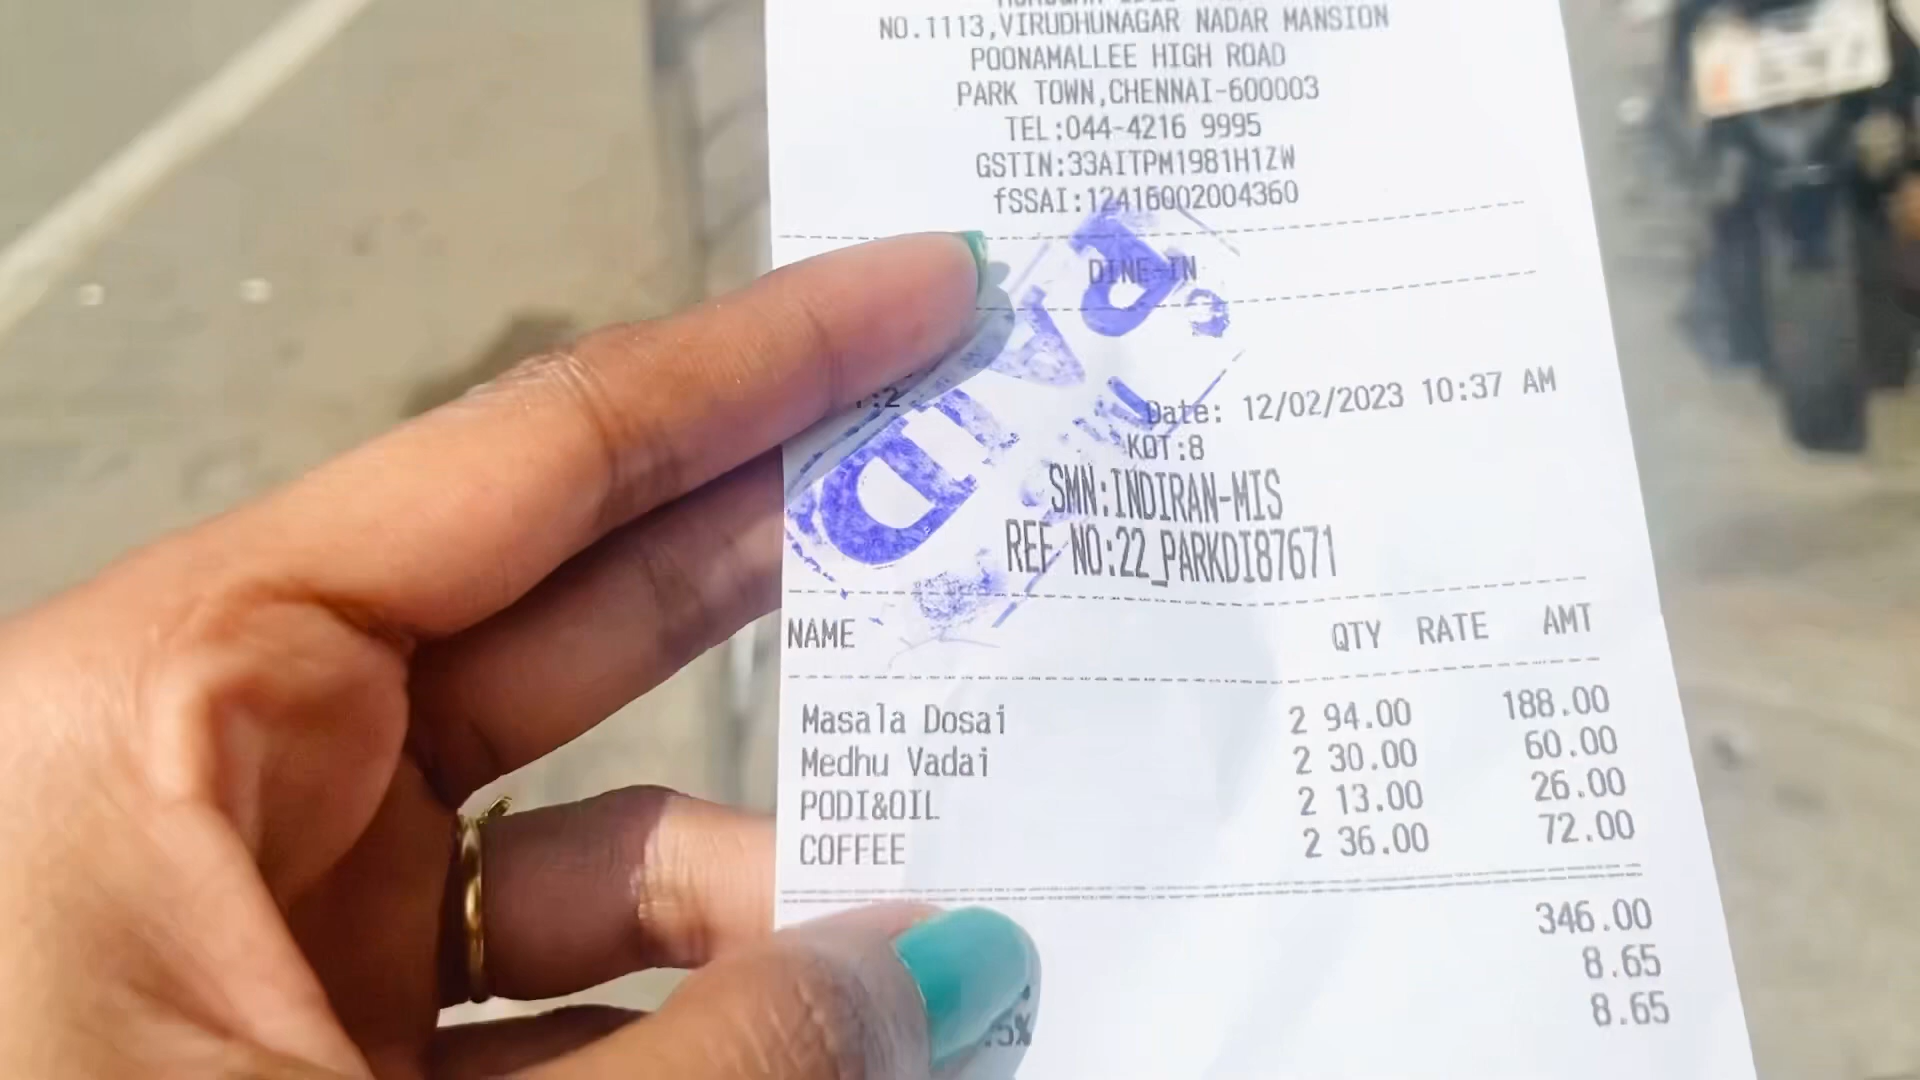 NO.1113,VIRUDHUNAGAR NADAR MANSION
POONAMALLEE HIGH ROAD
PARK TOWN,CHENNAI-600003
TEL:044-4216 9995
GSTIN:33AITPM1981H1ZW
fSSAI:12416002004360
DINE-IN
PAID
Date: 12/02/2023 10:37 AM
KOT:8
SMN:INDIRAN-MIS
REF NO:22_PARKDI87671
NAME QTY RATE AMT
Masala Dosai 2 94.00 188.00
Medhu Vadai 2 30.00 60.00
PODI&OIL 2 13.00 26.00
COFFEE 2 36.00 72.00
346.00
8.65
8.65